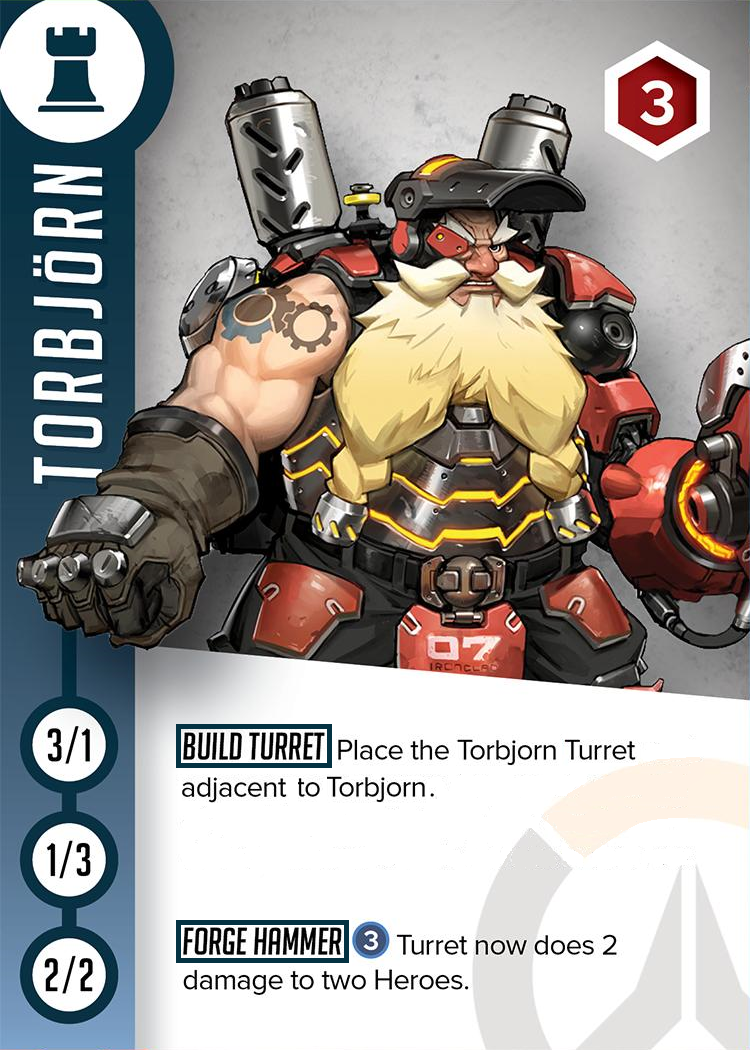 3
TORBJÖRN
07
IRONCLAD
3/1
1/3
2/2
BUILD TURRET Place the Torbjorn Turret
adjacent to Torbjorn.
FORGE HAMMER 3 Turret now does 2
damage to two Heroes.